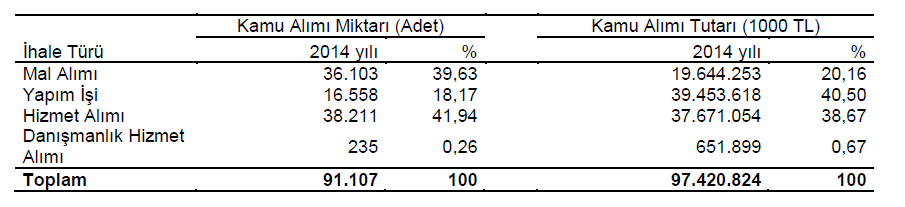 Kamu Alımı Miktarı (Adet) Kamu Alımı Tutarı (1000 TL)
İhale Türü 2014 yılı % 2014 yılı %
Mal Alımı 36.103 39,63 19.644.253 20,16
Yapım İşi 16.558 18,17 39.453.618 40,50
Hizmet Alımı 38.211 41,94 37.671.054 38,67
Danışmanlık Hizmet
Alımı 235 0,26 651.899 0,67
Toplam 91.107 100 97.420.824 100